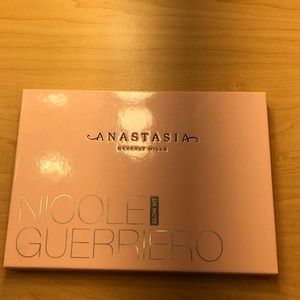 ANASTASIA
BEVERLY HILLS
NICOLE
GLOW KIT
GUERRIERO